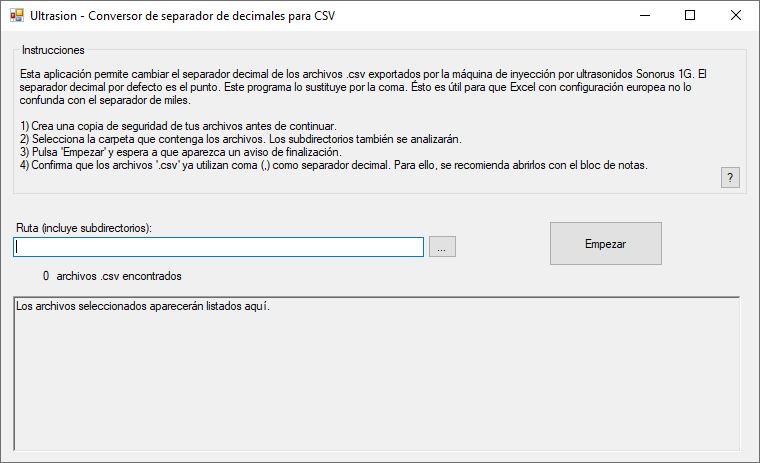 Ultrasion - Conversor de separador de decimales para CSV
Instrucciones
Esta aplicación permite cambiar el separador decimal de los archivos .csv exportados por la máquina de inyección por ultrasonidos Sonorus 1G. El
separador decimal por defecto es el punto. Este programa lo sustituye por la coma. Ésto es útil para que Excel con configuración europea no lo
confunda con el separador de miles.
1) Crea una copia de seguridad de tus archivos antes de continuar.
2) Selecciona la carpeta que contenga los archivos. Los subdirectorios también se analizarán.
3) Pulsa 'Empezar' y espera a que aparezca un aviso de finalización.
4) Confirma que los archivos '.csv' ya utilizan coma (,) como separador decimal. Para ello, se recomienda abrirlos con el bloc de notas.
?
Ruta (incluye subdirectorios):
...
Empezar
0 archivos .csv encontrados
Los archivos seleccionados aparecerán listados aquí.